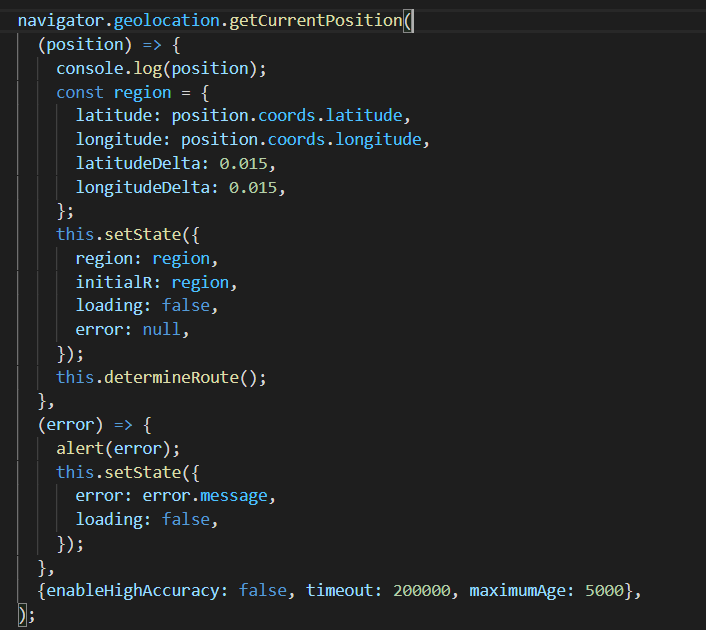 navigator.geolocation.getCurrentPosition(
(position) => {
console.log(position);
const region = {
latitude: position.coords.latitude,
longitude: position.coords.longitude,
latitudeDelta: 0.015,
longitudeDelta: 0.015,
};
this.setState({
region: region,
initialR: region,
loading: false,
error: null,
});
this.determineRoute();
},
(error) => {
alert(error);
this.setState({
error: error.message,
loading: false,
});
},
{enableHighAccuracy: false, timeout: 200000, maximumAge: 5000},
);